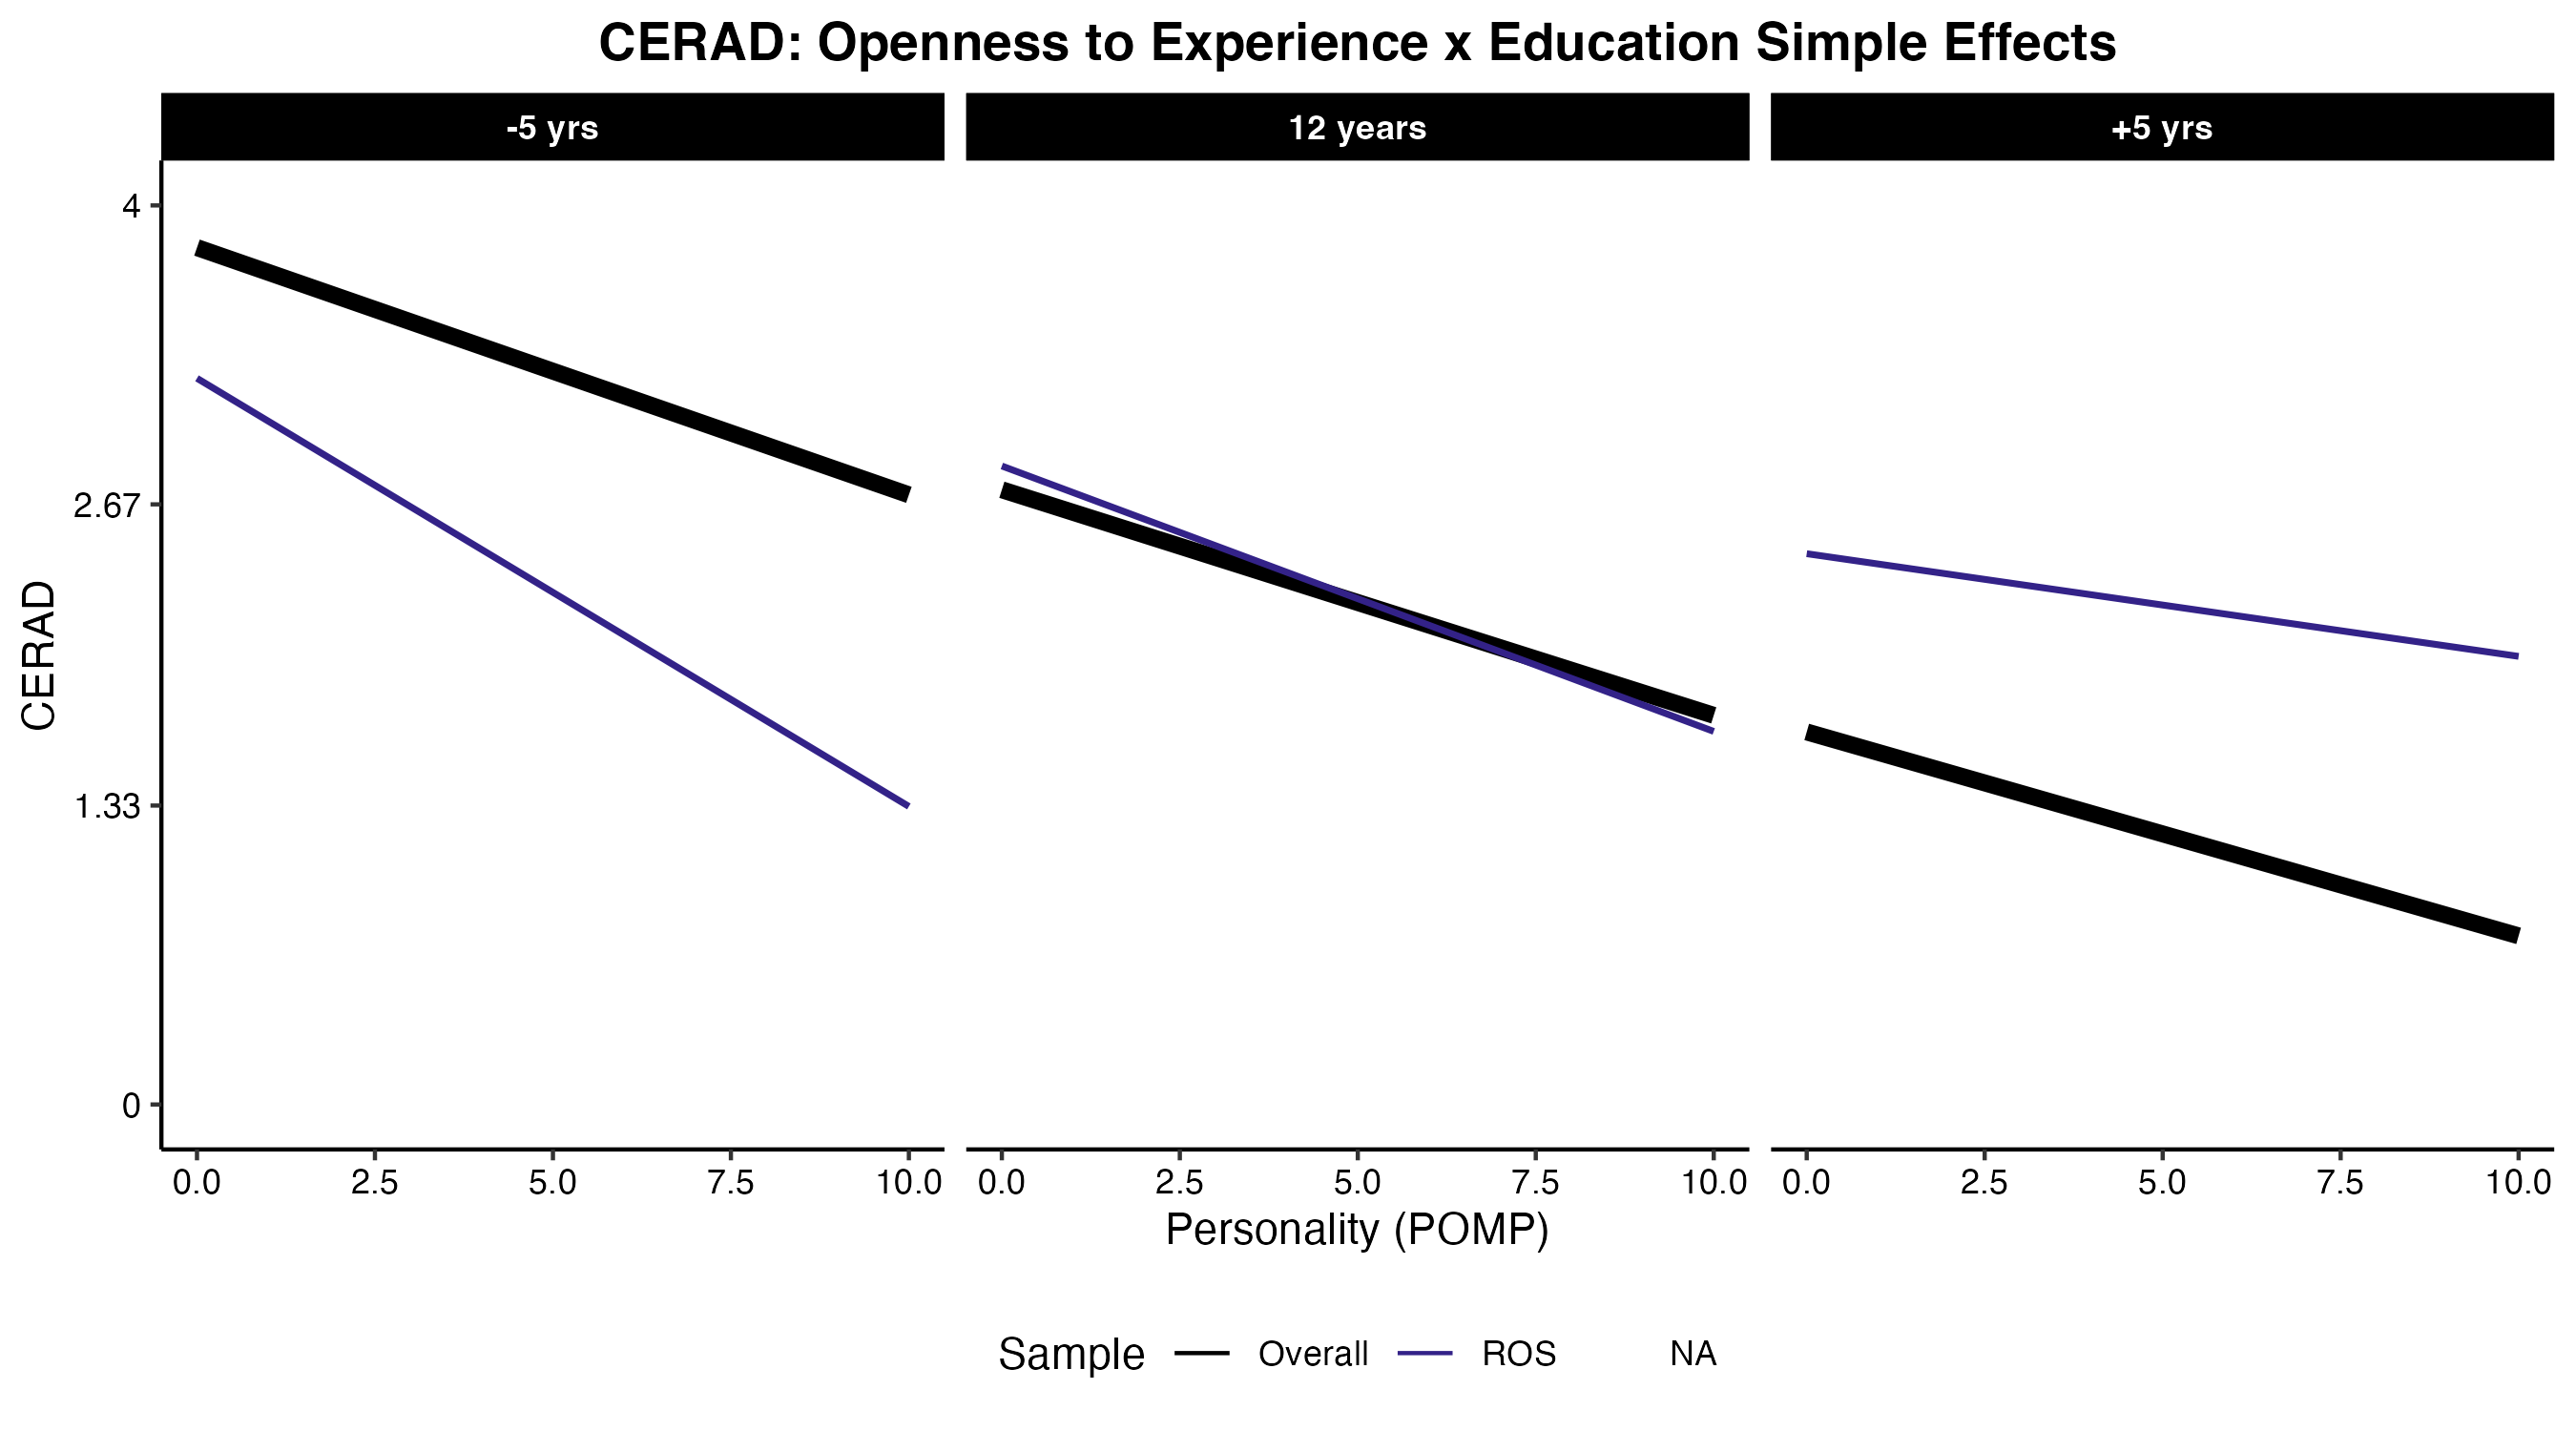 CERAD: Openness to Experience x Education Simple Effects
-5 yrs 12 years +5 yrs
4
2.67
1.33
0
CERAD
0.0 2.5 5.0 7.5 10.0 0.0 2.5 5.0 7.5 10.0 0.0 2.5 5.0 7.5 10.0
Personality (POMP)
Sample Overall ROS NA